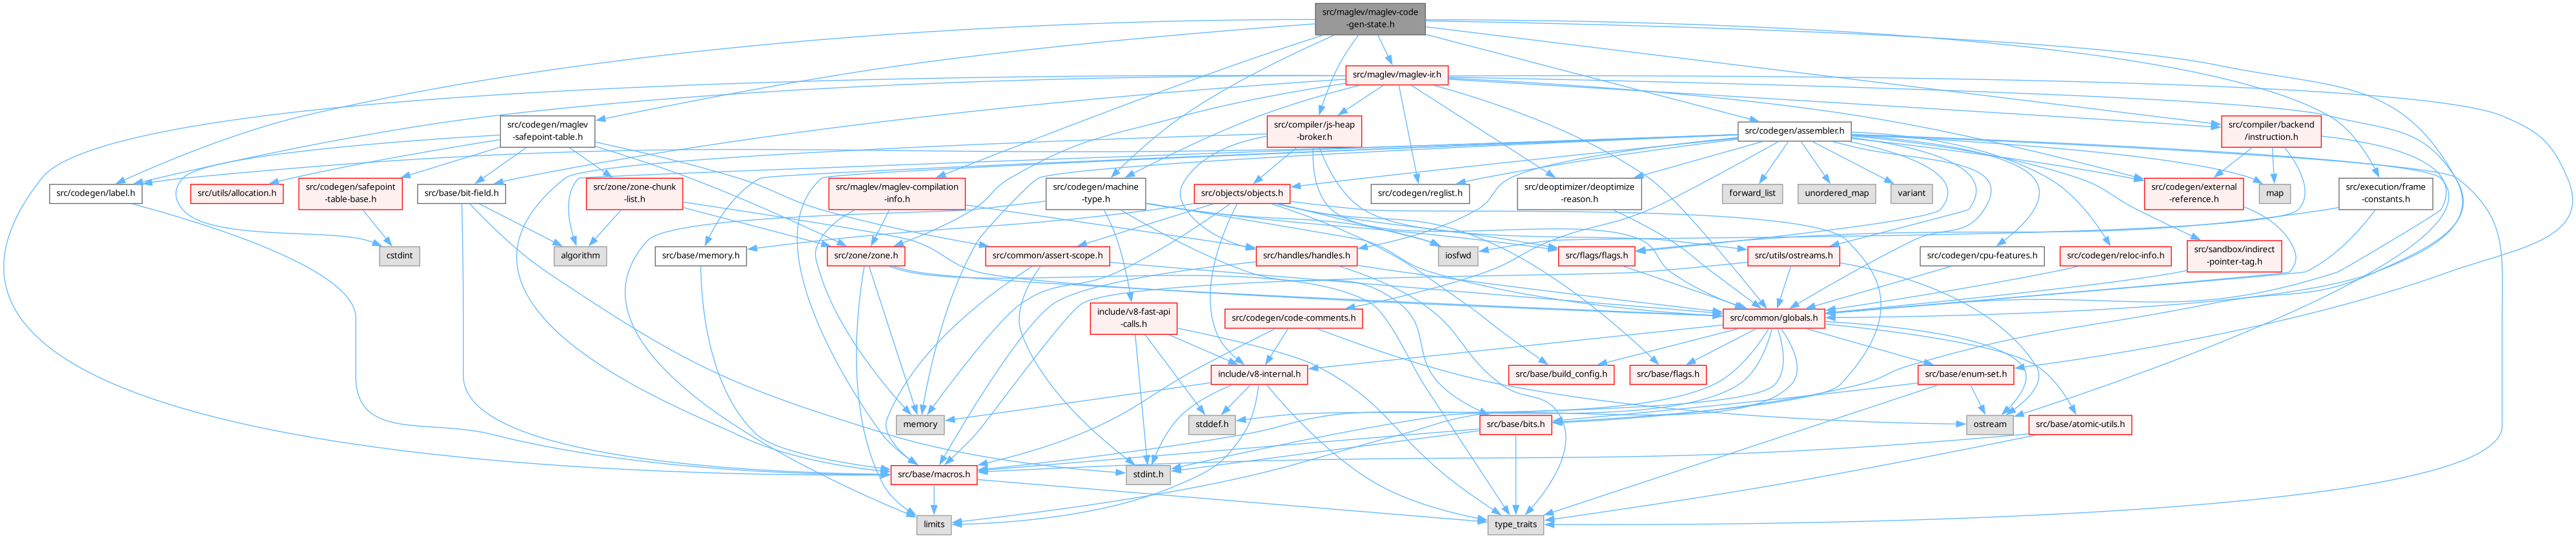 src/maglev/maglev-code
-gen-state.h
src/maglev/maglev-ir.h
src/codegen/maglev
-safepoint-table.h
src/compiler/js-heap
-broker.h
src/codegen/assembler.h
src/compiler/backend
/instruction.h
src/codegen/label.h
src/utils/allocation.h
src/codegen/safepoint
-table-base.h
src/base/bit-field.h
src/zone/zone-chunk
-list.h
src/maglev/maglev-compilation
-info.h
src/codegen/machine
-type.h
src/objects/objects.h
src/codegen/reglist.h
src/deoptimizer/deoptimize
-reason.h
forward_list
unordered_map
variant
src/codegen/external
-reference.h
map
src/execution/frame
-constants.h
cstdint
algorithm
src/base/memory.h
src/zone/zone.h
src/common/assert-scope.h
iosfwd
src/handles/handles.h
src/flags/flags.h
src/utils/ostreams.h
src/codegen/cpu-features.h
src/codegen/reloc-info.h
src/sandbox/indirect
-pointer-tag.h
include/v8-fast-api
-calls.h
src/codegen/code-comments.h
src/common/globals.h
include/v8-internal.h
src/base/build_config.h
src/base/flags.h
src/base/enum-set.h
memory
stddef.h
src/base/bits.h
ostream
src/base/atomic-utils.h
src/base/macros.h
stdint.h
limits
type_traits